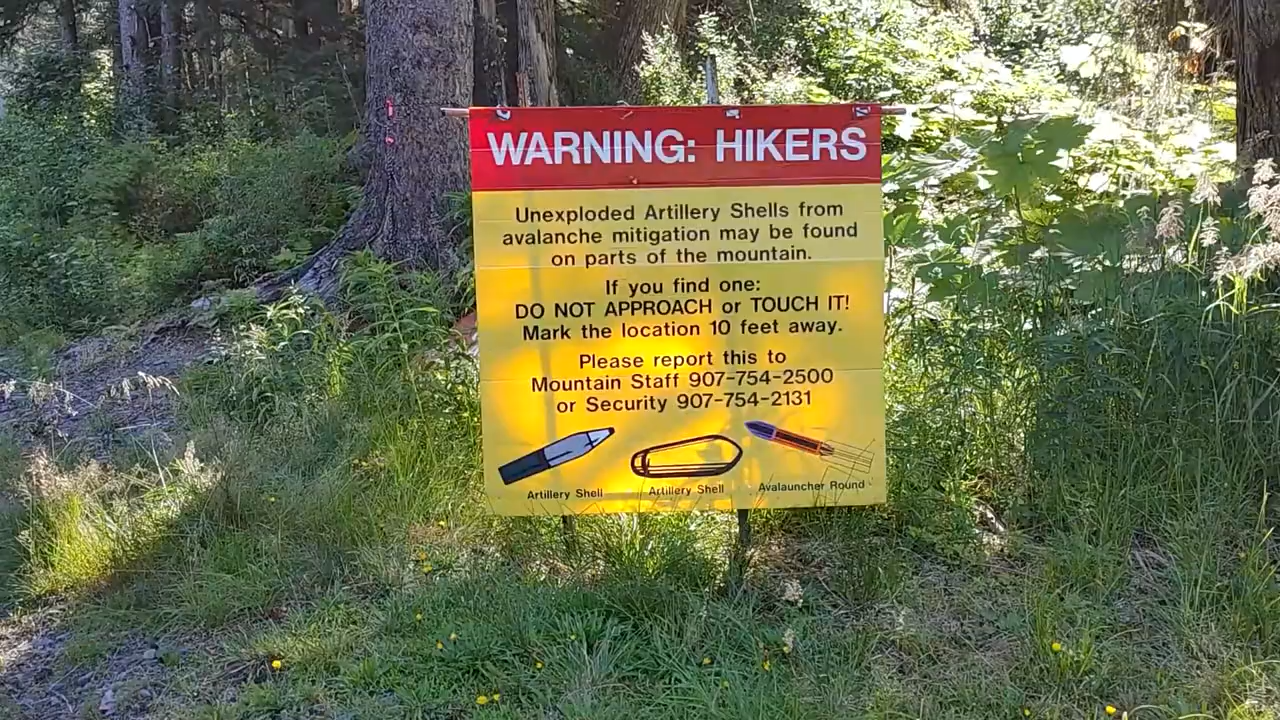 WARNING: HIKERS
Unexploded Artillery Shells from
avalanche mitigation may be found
on parts of the mountain.
If you find one:
DO NOT APPROACH or TOUCH IT!
Mark the location 10 feet away.
Please report this to
Mountain Staff 907-754-2500
or Security 907-754-2131
Artillery Shell
Artillery Shell
Avalauncher Round